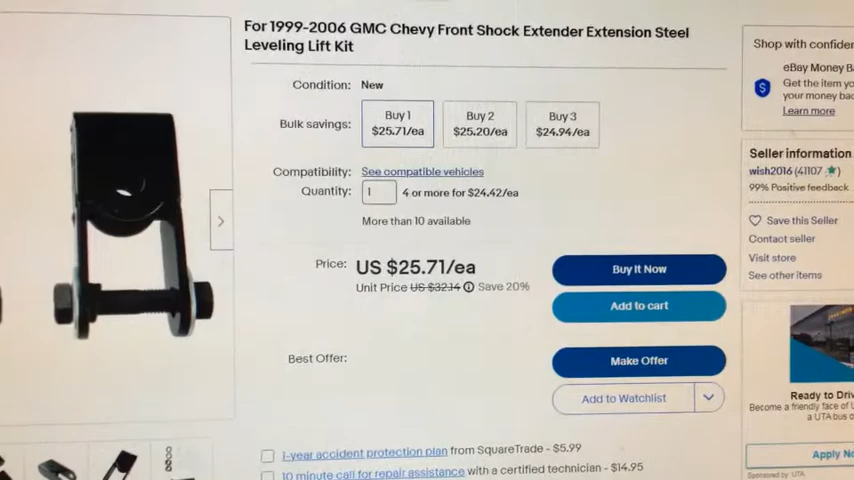 For 1999-2006 GMC Chevy Front Shock Extender Extension Steel
Leveling Lift Kit
Condition: New
Bulk savings:
Buy 1
$25.71/ea
Buy 2
$25.20/ea
Buy 3
$24.94/ea
Compatibility: See compatible vehicles
Quantity: 1 4 or more for $24.42/ea
More than 10 available
Price: US $25.71/ea
Unit Price US $32.14 Save 20%
Buy It Now
Add to cart
Best Offer:
Make Offer
Add to Watchlist
1-year accident protection plan from SquareTrade - $5.99
10 minute call for repair assistance with a certified technician - $14.95
Shop with confiden
eBay Money B
Get the item yo
your money bac
Learn more
Seller information
wish2016 (41107 ★)
99% Positive feedback
Save this Seller
Contact seller
Visit store
See other items
Ready to Driv
Become a friendly face of U
a UTA bus o
Apply No
Sponsored by: UTA